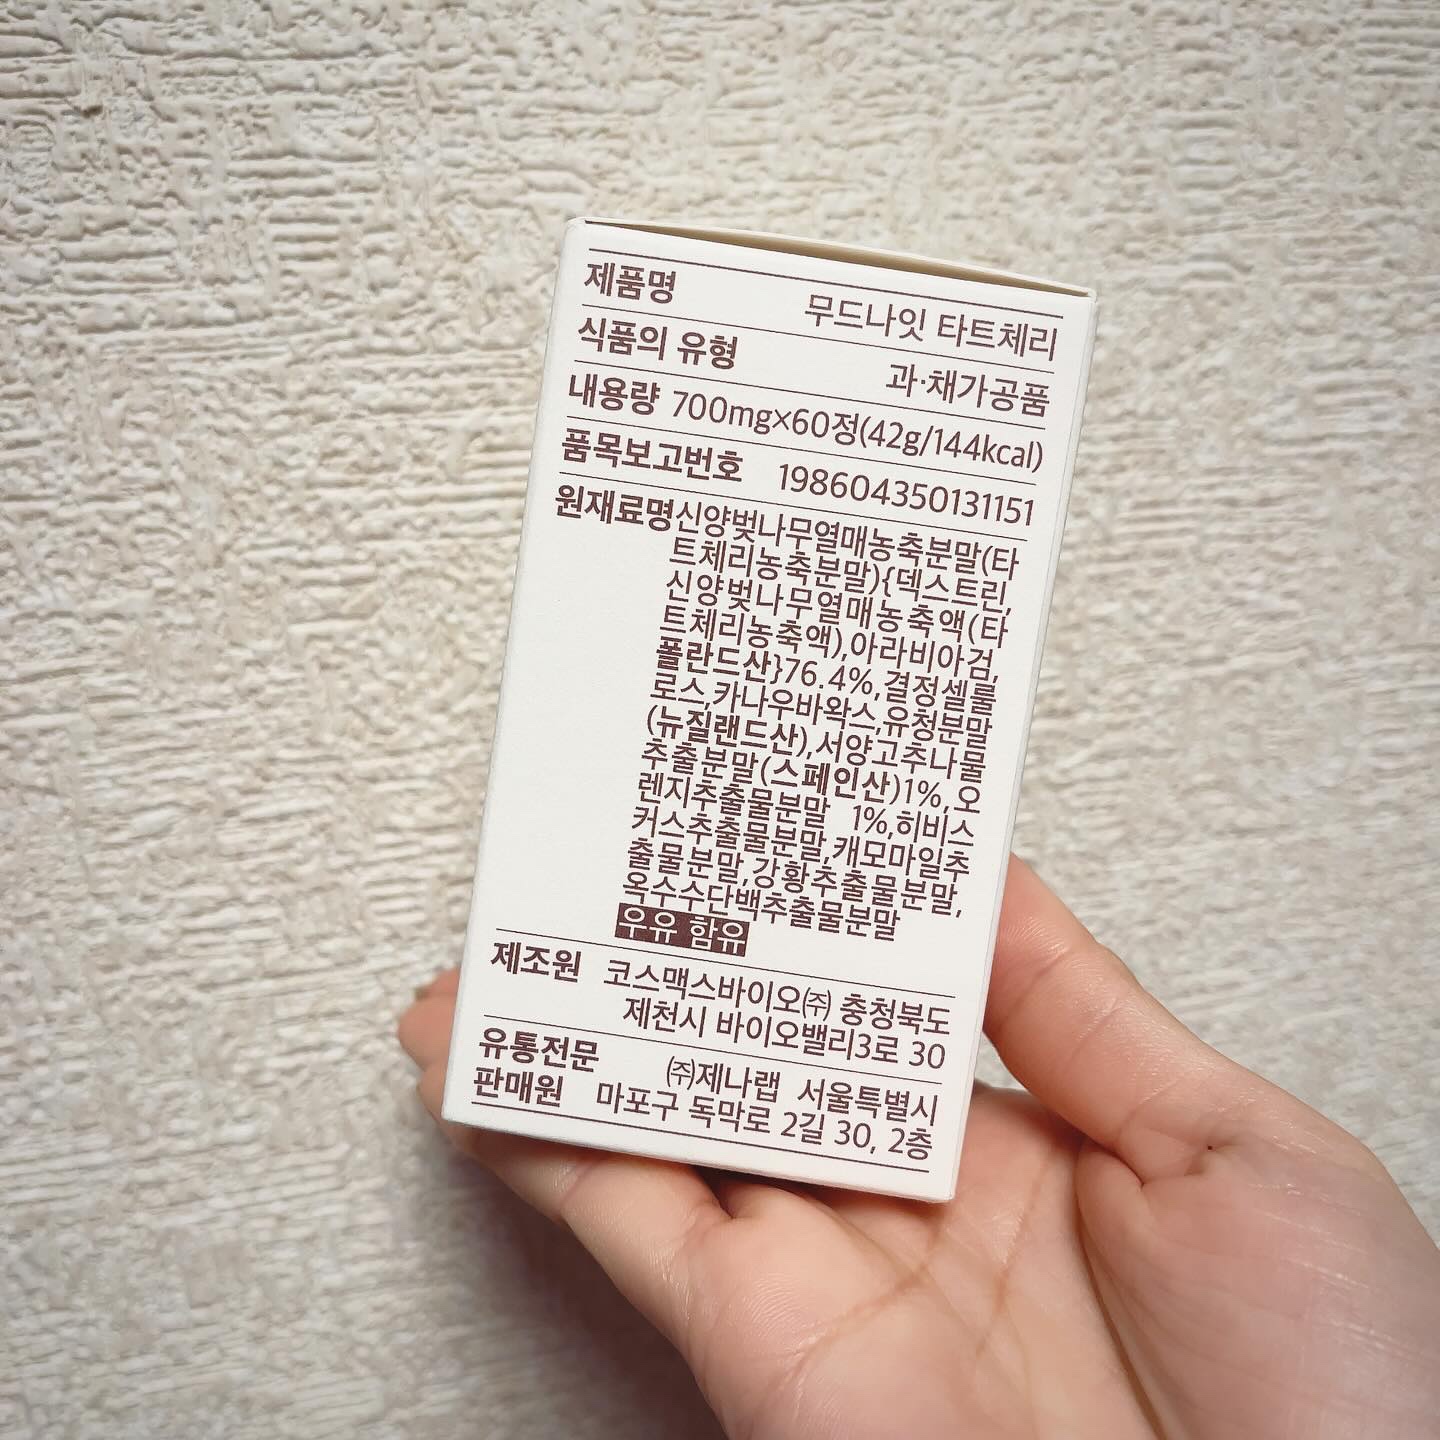 제품명 무드나잇 타트체리
식품의 유형 과·채가공품
내용량 700mg×60정(42g/144kcal)
품목보고번호 198604350131151
원재료명 신양벚나무열매농축분말(타
트체리농축분말){덱스트린,
신양벚나무열매농축액(타
트체리농축액),아라비아검,
폴란드산}76.4%,결정셀룰
로스,카나우바왁스,유청분말
(뉴질랜드산),서양고추나물
추출분말(스페인산)1%,오
렌지추출물분말 1%,히비스
커스추출물분말,캐모마일추
출물분말,강황추출물분말,
옥수수단백추출물분말
우유 함유
제조원 코스맥스바이오㈜ 충청북도
제천시 바이오밸리3로 30
유통전문 ㈜제나랩 서울특별시
판매원 마포구 독막로 2길 30, 2층